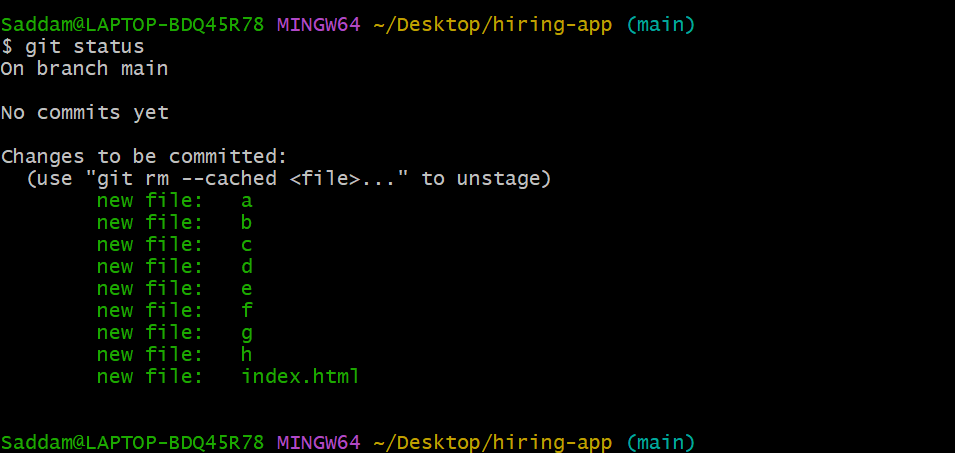 Saddam@LAPTOP-BDQ45R78 MINGW64 ~/Desktop/hiring-app (main)
$ git status
On branch main

No commits yet

Changes to be committed:
  (use "git rm --cached <file>..." to unstage)
        new file:   a
        new file:   b
        new file:   c
        new file:   d
        new file:   e
        new file:   f
        new file:   g
        new file:   h
        new file:   index.html

Saddam@LAPTOP-BDQ45R78 MINGW64 ~/Desktop/hiring-app (main)